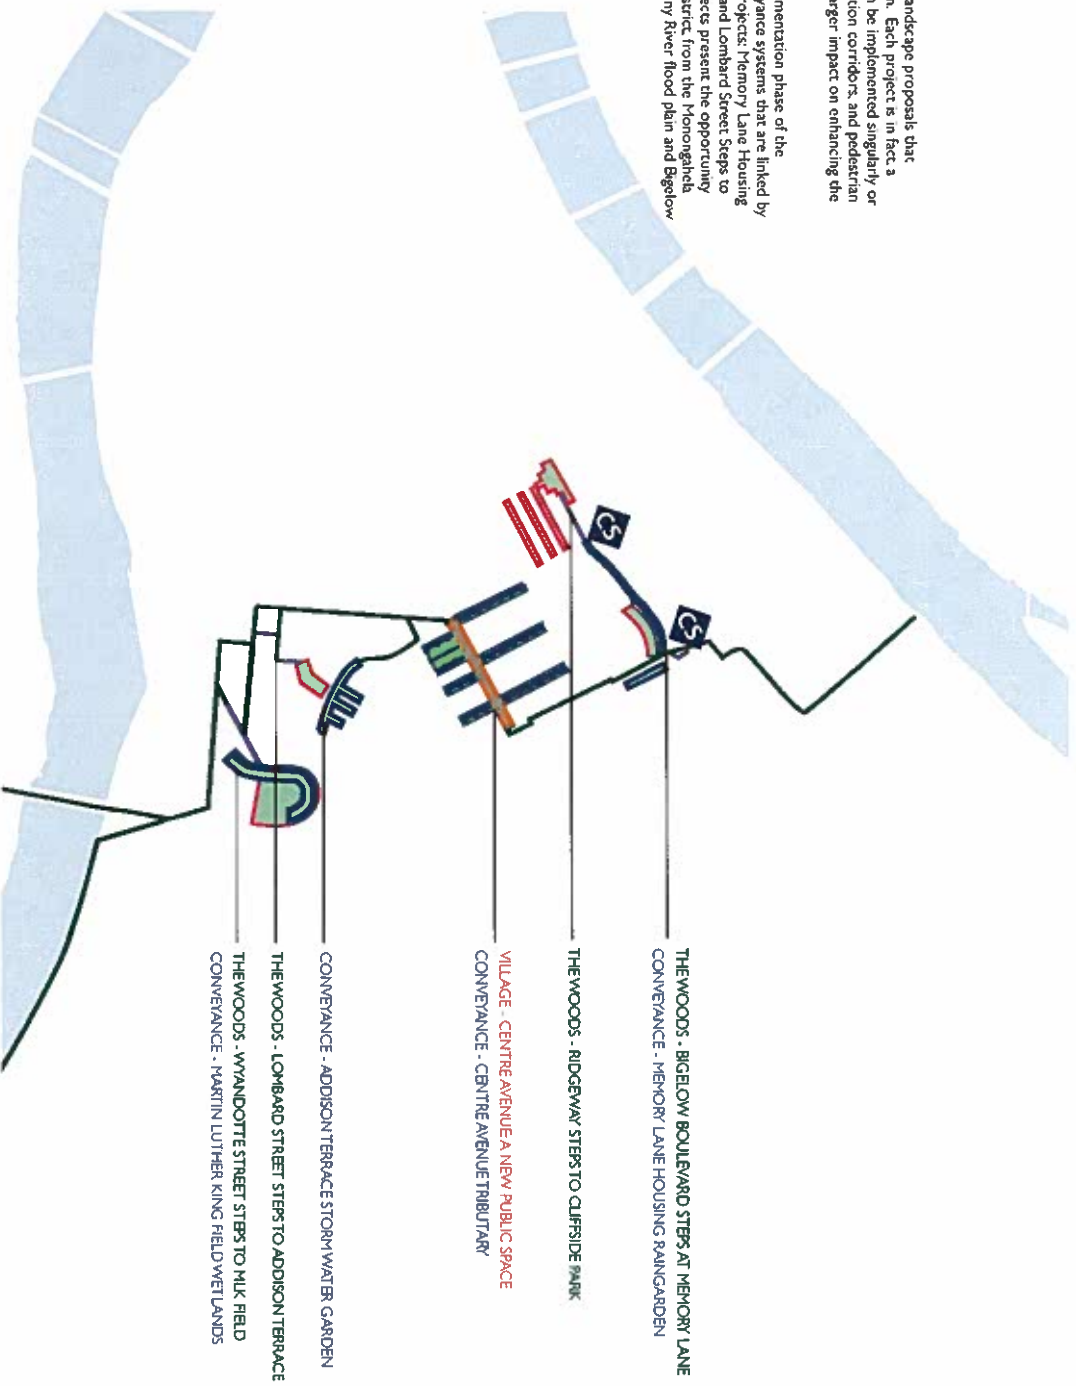 andscape proposals that
n. Each project is in fact a
n be implemented singularly or
tion corridors, and pedestrian
arger impact on enhancing the
mentation phase of the
yance systems that are linked by
ojects: Memory Lane Housing
and Lombard Street Steps to
ects present the opportunity
strict from the Monongahela
ny River flood plain and Bigelow
CS
CS
THE WOODS - BIGELOW BOULEVARD STEPS AT MEMORY LANE
CONVEYANCE - MEMORY LANE HOUSING RAINGARDEN
THE WOODS - RIDGEWAY STEPS TO CLIFFSIDE PARK
VILLAGE - CENTRE AVENUE A NEW PUBLIC SPACE
CONVEYANCE - CENTRE AVENUE TRIBUTARY
CONVEYANCE - ADDISON TERRACE STORMWATER GARDEN
THE WOODS - LOMBARD STREET STEPS TO ADDISON TERRACE
THE WOODS - WYANDOTTE STREET STEPS TO MLK FIELD
CONVEYANCE - MARTIN LUTHER KING FIELD WETLANDS